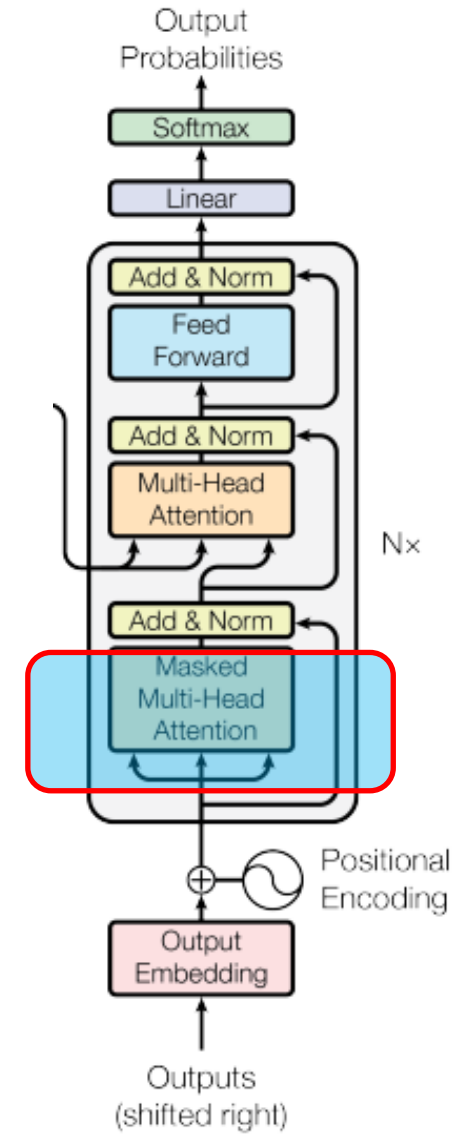 Output
Probabilities
Softmax
Linear
Add & Norm
Feed
Forward
Add & Norm
Multi-Head
Attention
N×
Add & Norm
Masked
Multi-Head
Attention
Positional
Encoding
Output
Embedding
Outputs
(shifted right)